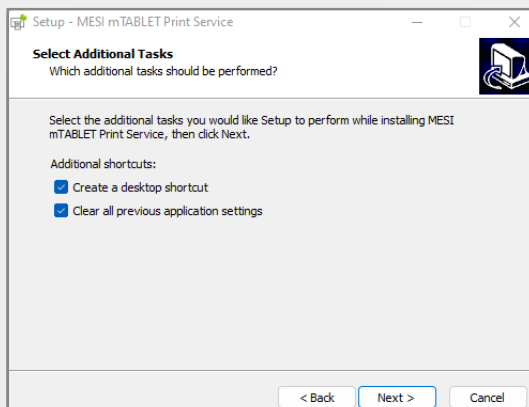 Setup - MESI mTABLET Print Service
Select Additional Tasks
Which additional tasks should be performed?
Select the additional tasks you would like Setup to perform while installing MESI
mTABLET Print Service, then click Next.
Additional shortcuts:
Create a desktop shortcut
Clear all previous application settings
< Back Next > Cancel